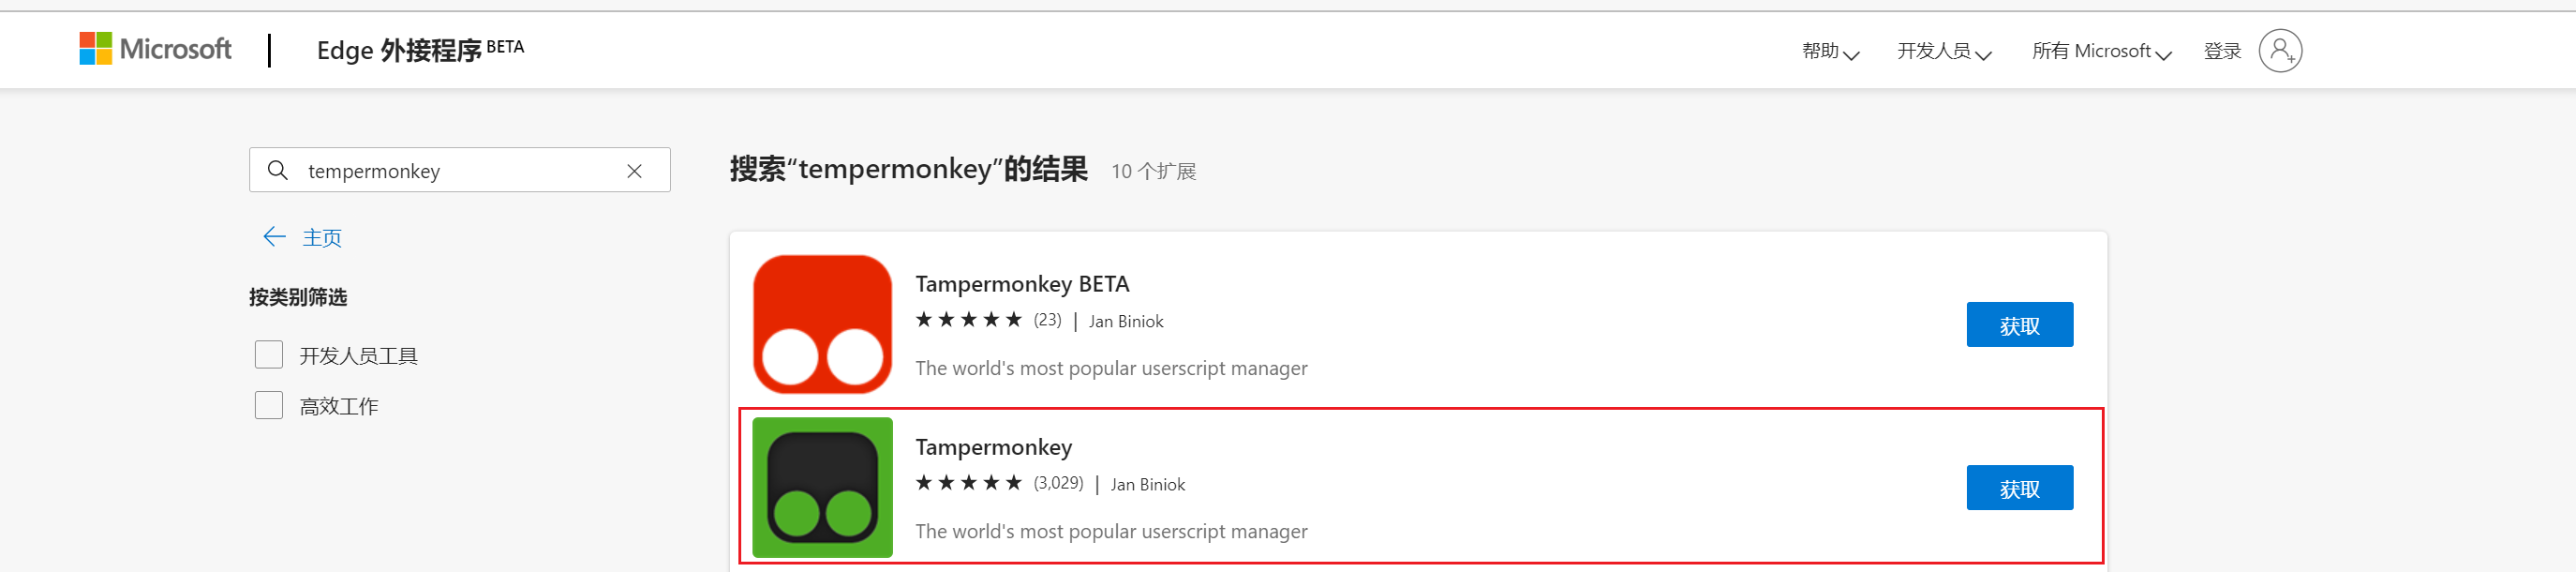 Microsoft
Edge 外接程序 BETA
帮助
开发人员
所有 Microsoft
登录
tempermonkey
主页
按类别筛选
开发人员工具
高效工作
搜索“tempermonkey”的结果 10 个扩展
Tampermonkey BETA
(23) | Jan Biniok
The world's most popular userscript manager
获取
Tampermonkey
(3,029) | Jan Biniok
The world's most popular userscript manager
获取